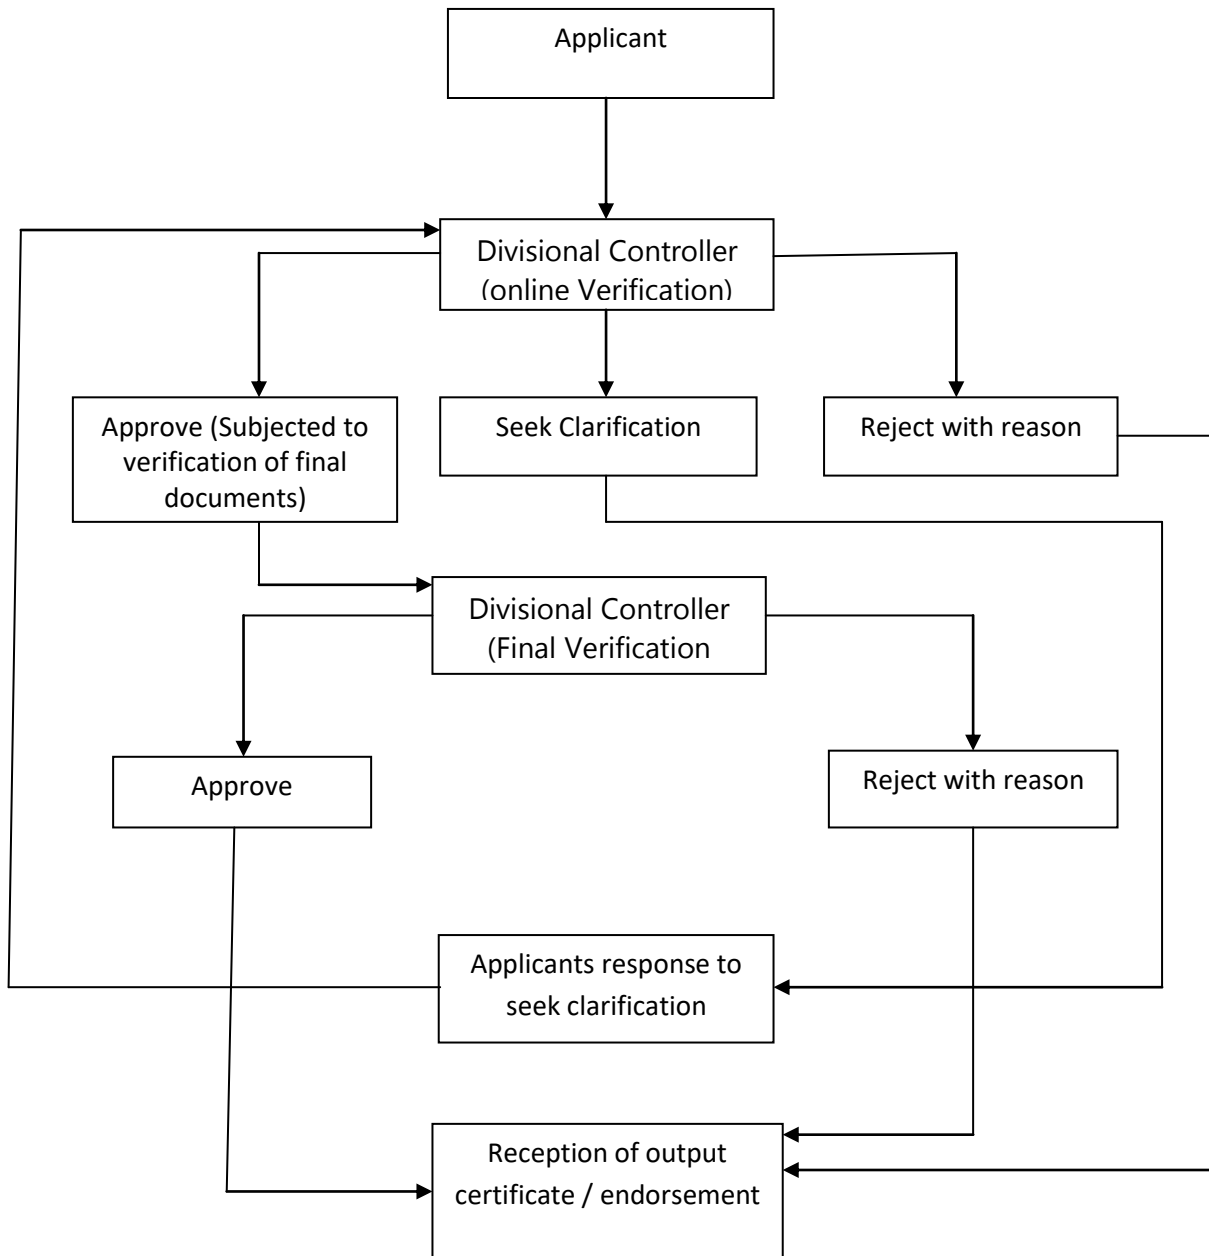 Applicant
Divisional Controller
(online Verification)
Approve (Subjected to
verification of final
documents)
Seek Clarification
Reject with reason
Divisional Controller
(Final Verification
Approve
Reject with reason
Applicants response to
seek clarification
Reception of output
certificate / endorsement